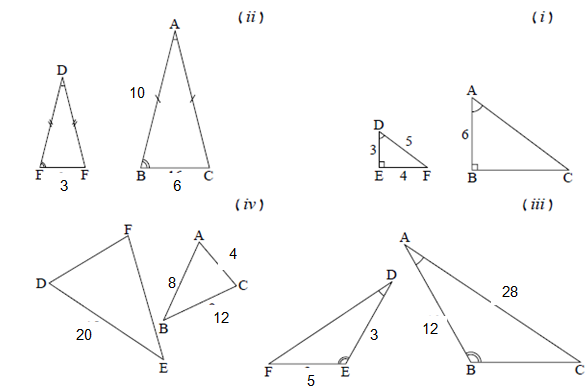 (ii)
A
D
10
F F
3
B C
6
(i)
A
D
5
3
6
E 4 F
B C
(iv)
F
A
4
D
8
C
12
B
20
E
(iii)
A
D
28
12
3
F E
5
B C